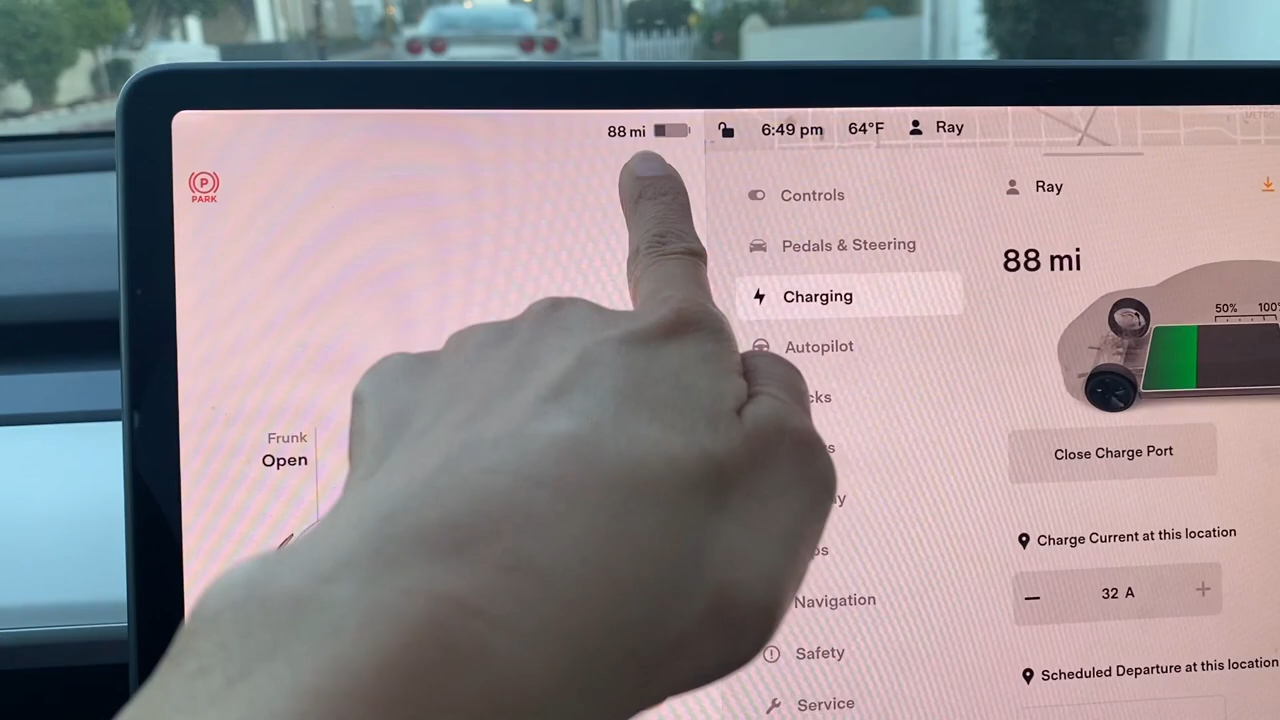 88 mi
6:49 pm
64°F
Ray
PARK
Controls
Pedals & Steering
Charging
Autopilot
Navigation
Safety
Service
Frunk
Open
Ray
88 mi
50%
Close Charge Port
Charge Current at this location
32 A
Scheduled Departure at this location